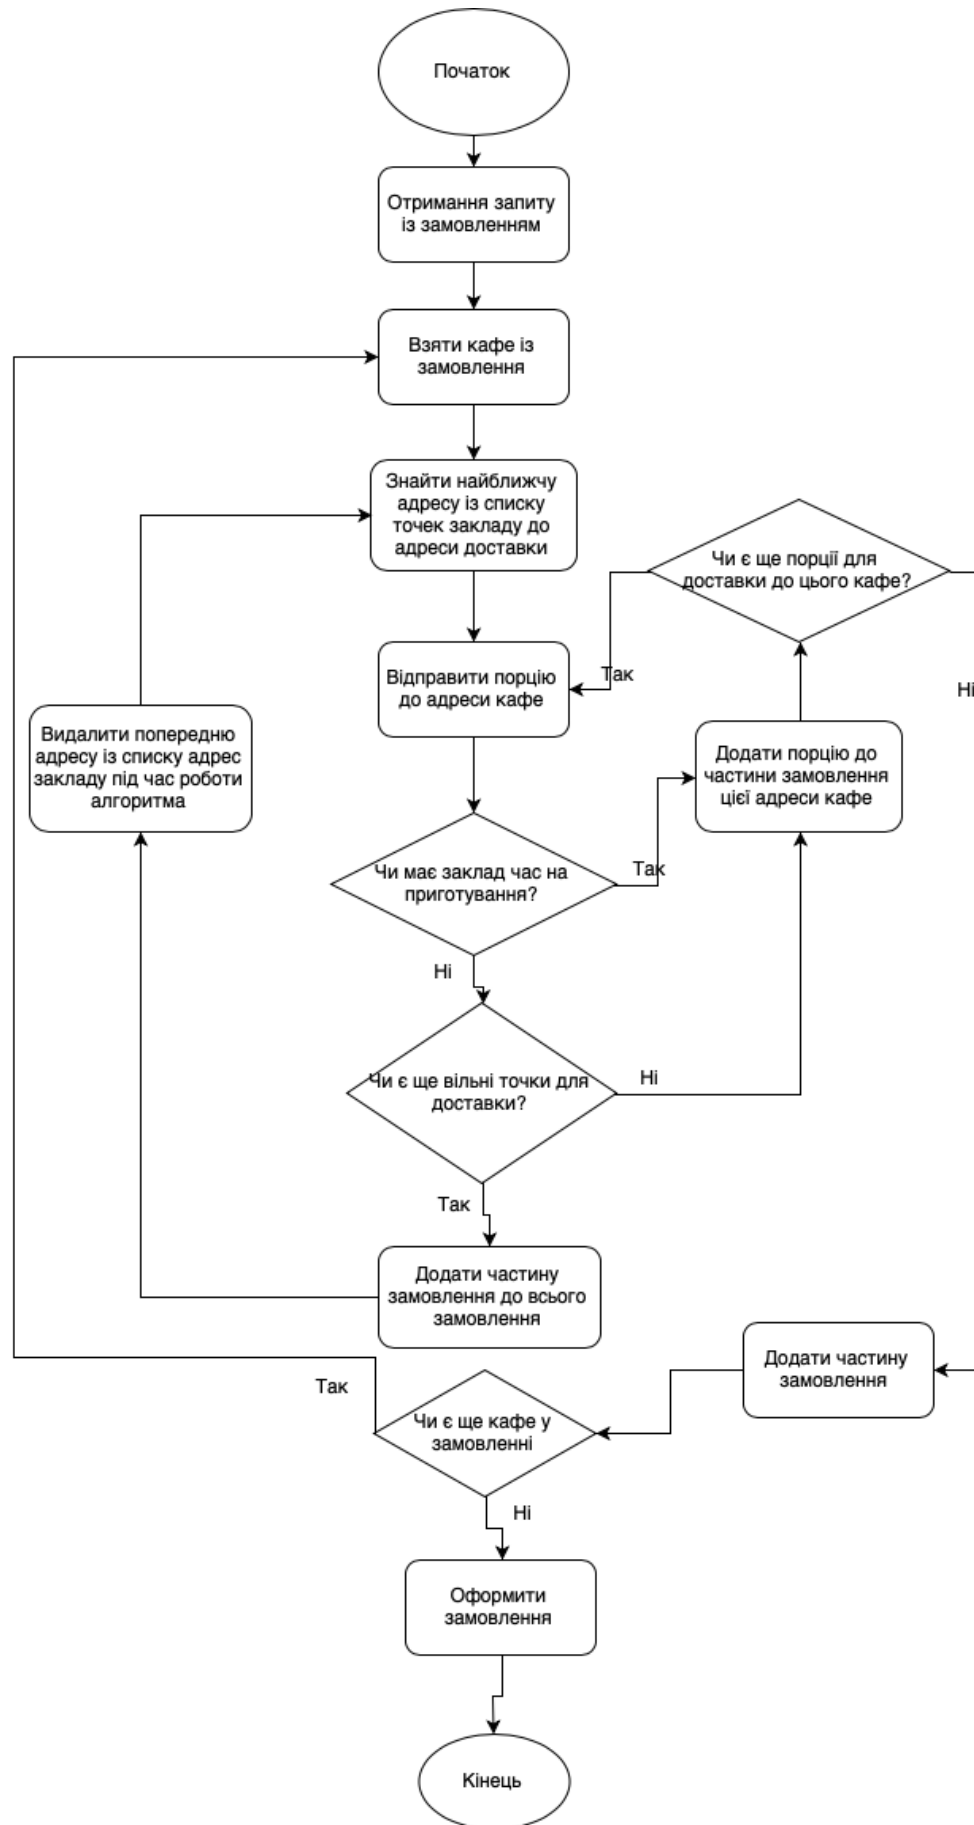 Початок
Отримання запиту
із замовленням
Взяти кафе із
замовлення
Знайти найближчу
адресу із списку
точек закладу до
адреси доставки
Чи є ще порції для
доставки до цього кафе?
Відправити порцію
до адреси кафе
Так
Ні
Видалити попередню
адресу із списку адрес
закладу під час роботи
алгоритма
Додати порцію до
частини замовлення
цієї адреси кафе
Чи має заклад час на
приготування?
Так
Ні
Чи є ще вільні точки для
доставки?
Ні
Так
Додати частину
замовлення до всього
замовлення
Додати частину
замовлення
Так
Чи є ще кафе у
замовленні
Ні
Оформити
замовлення
Кінець